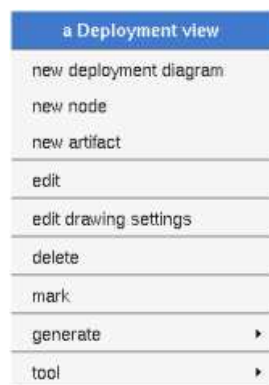 a Deployment view
new deployment diagram
new node
new artifact
edit
edit drawing settings
delete
mark
generate
tool